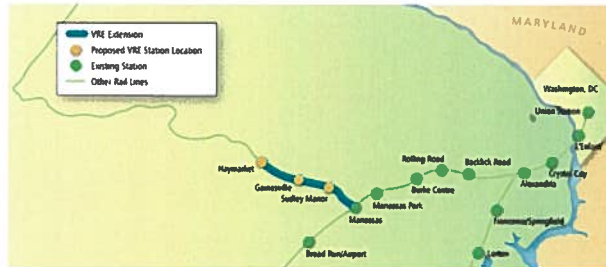 MARYLAND
VRE Extension
Proposed VRE Station Location
Existing Station
Other Rail Lines
Washington, DC
Union Station
L'Enfant
Crystal City
Alexandria
Backlick Road
Rolling Road
Burke Centre
Manassas Park
Manassas
Sudley Manor
Gainesville
Haymarket
Franconia/Springfield
Lorton
Broad Run/Airport